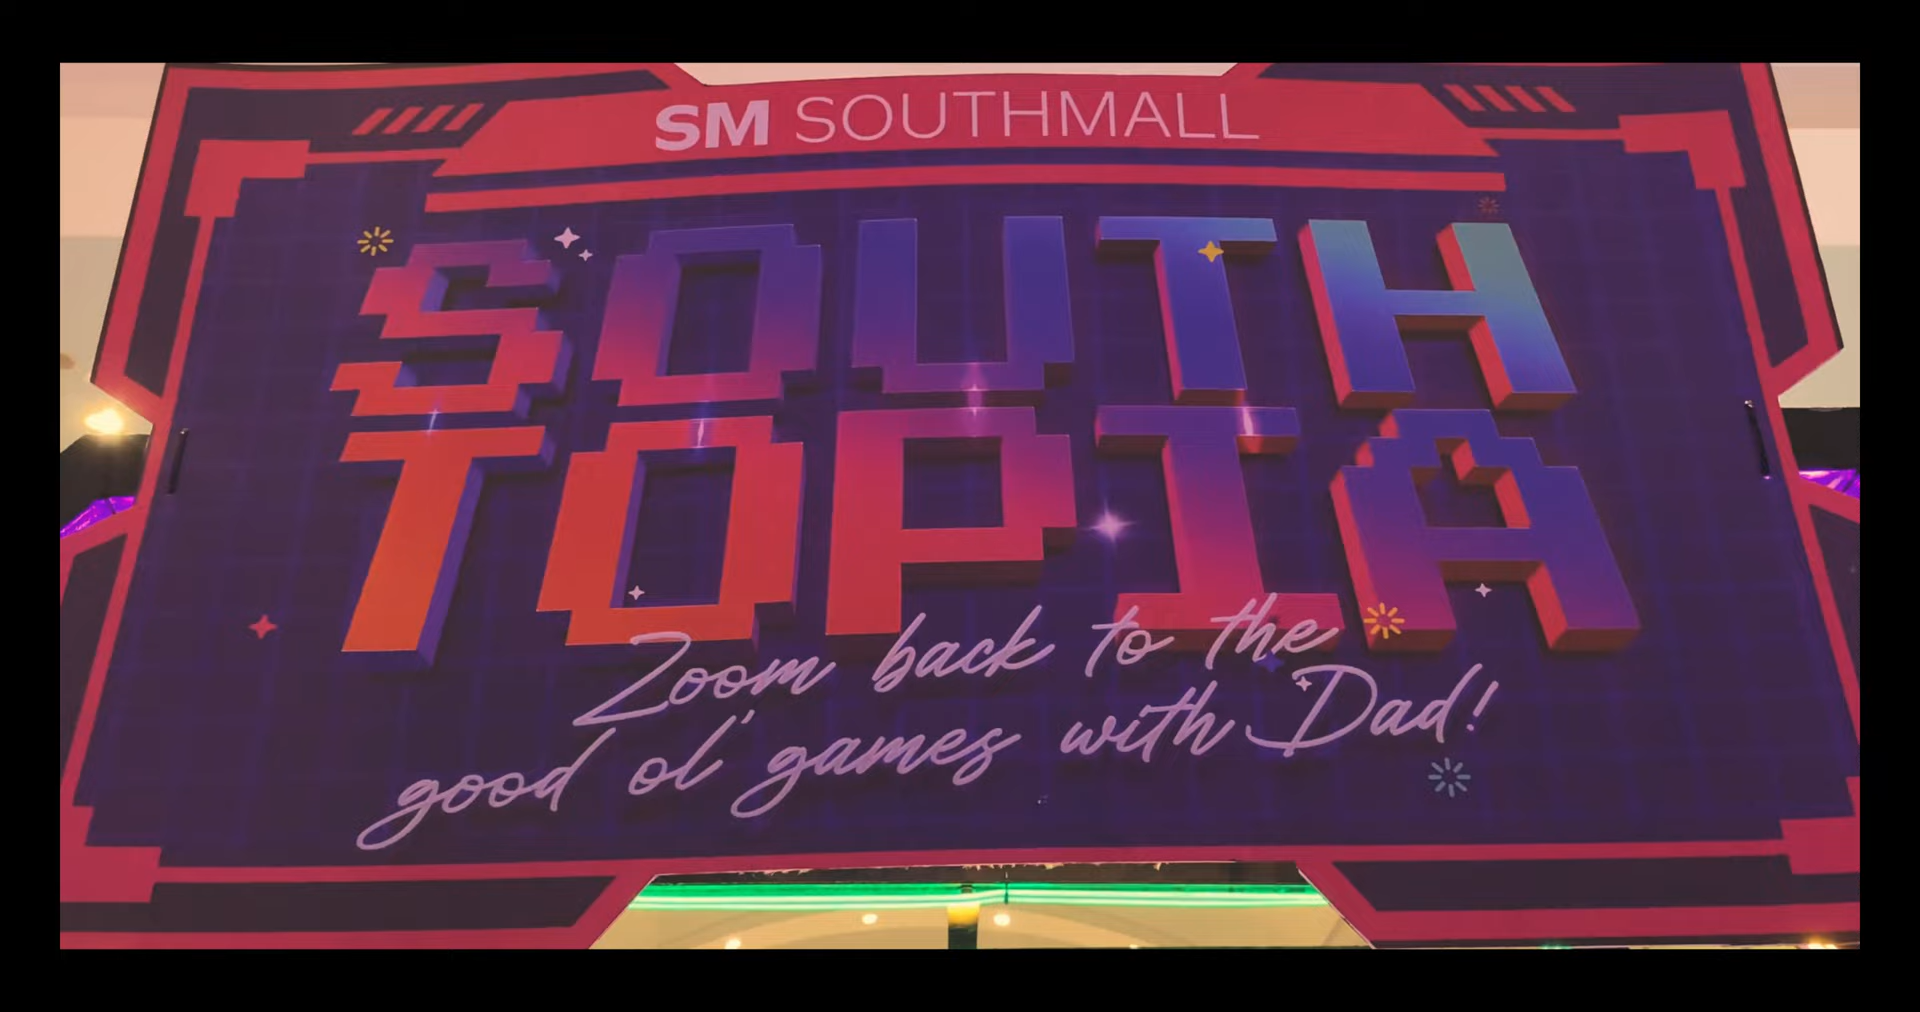 SM SOUTHMALL
SOUTH
TOPIA
Zoom back to the
good ol' games with Dad!